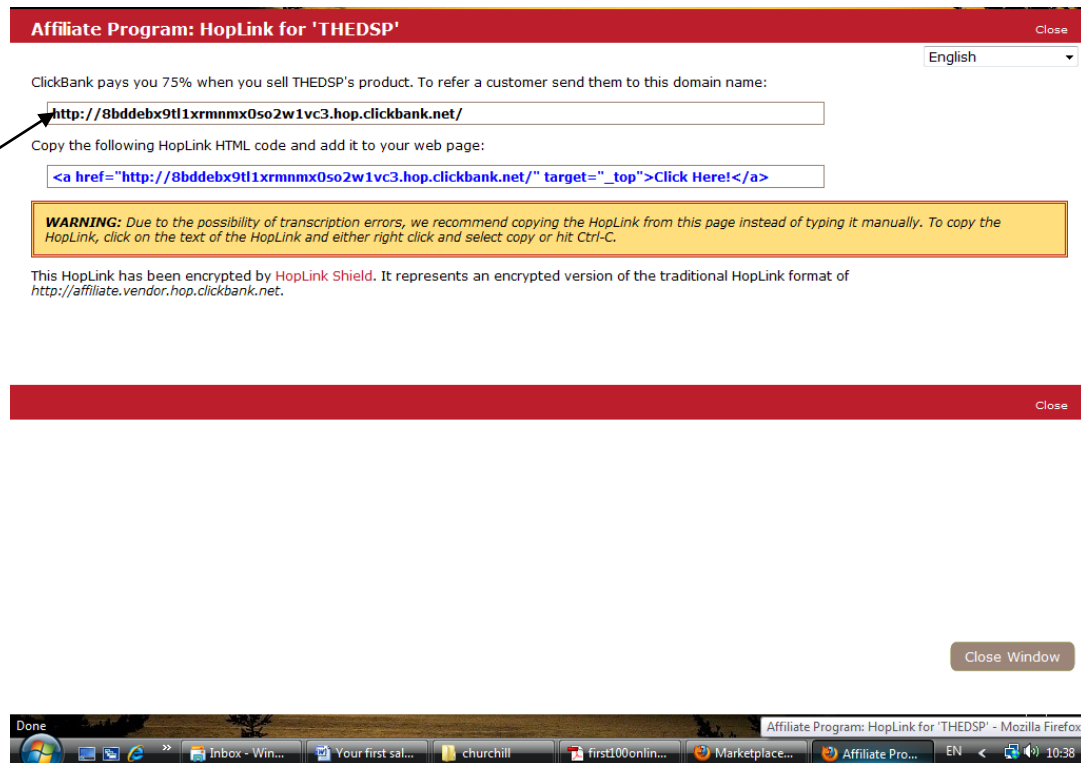 Affiliate Program: HopLink for 'THEDSP'
Close
English
ClickBank pays you 75% when you sell THEDSP's product. To refer a customer send them to this domain name:
http://8bddebx9tl1xrmnmx0so2w1vc3.hop.clickbank.net/
Copy the following HopLink HTML code and add it to your web page:
<a href="http://8bddebx9tl1xrmnmx0so2w1vc3.hop.clickbank.net/" target="_top">Click Here!</a>
WARNING: Due to the possibility of transcription errors, we recommend copying the HopLink from this page instead of typing it manually. To copy the
HopLink, click on the text of the HopLink and either right click and select copy or hit Ctrl-C.
This HopLink has been encrypted by HopLink Shield. It represents an encrypted version of the traditional HopLink format of
http://affiliate.vendor.hop.clickbank.net.
Close
Close Window
Done
Affiliate Program: HopLink for 'THEDSP' - Mozilla Firefox
Inbox - Win...
Your first sal...
churchill
first100onlin...
Marketplace...
Affiliate Pro...
EN
10:38